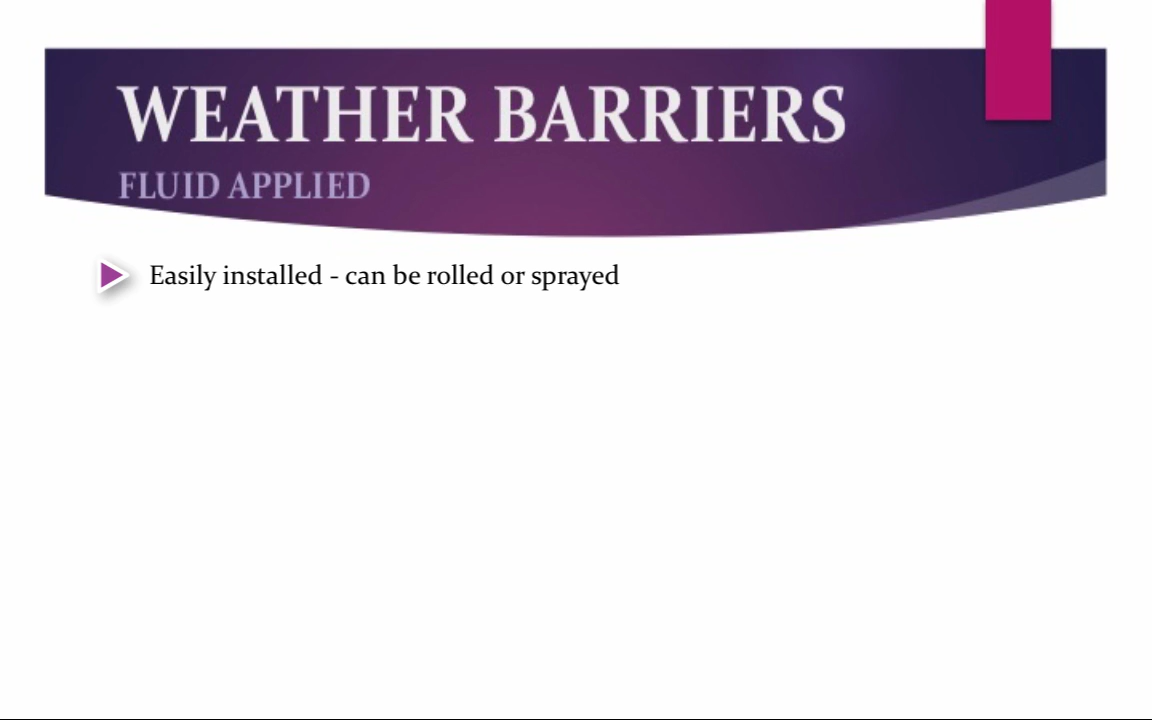 WEATHER BARRIERS
FLUID APPLIED
Easily installed - can be rolled or sprayed